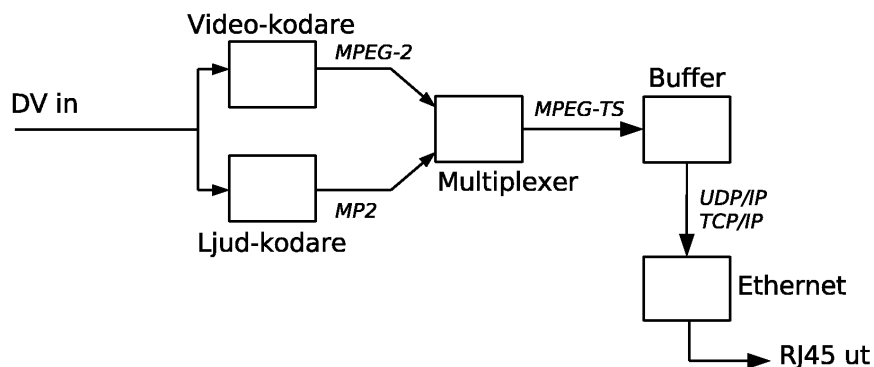 Video-kodare
MPEG-2
DV in
Buffer
MPEG-TS
Multiplexer
MP2
Ljud-kodare
UDP/IP
TCP/IP
Ethernet
RJ45 ut